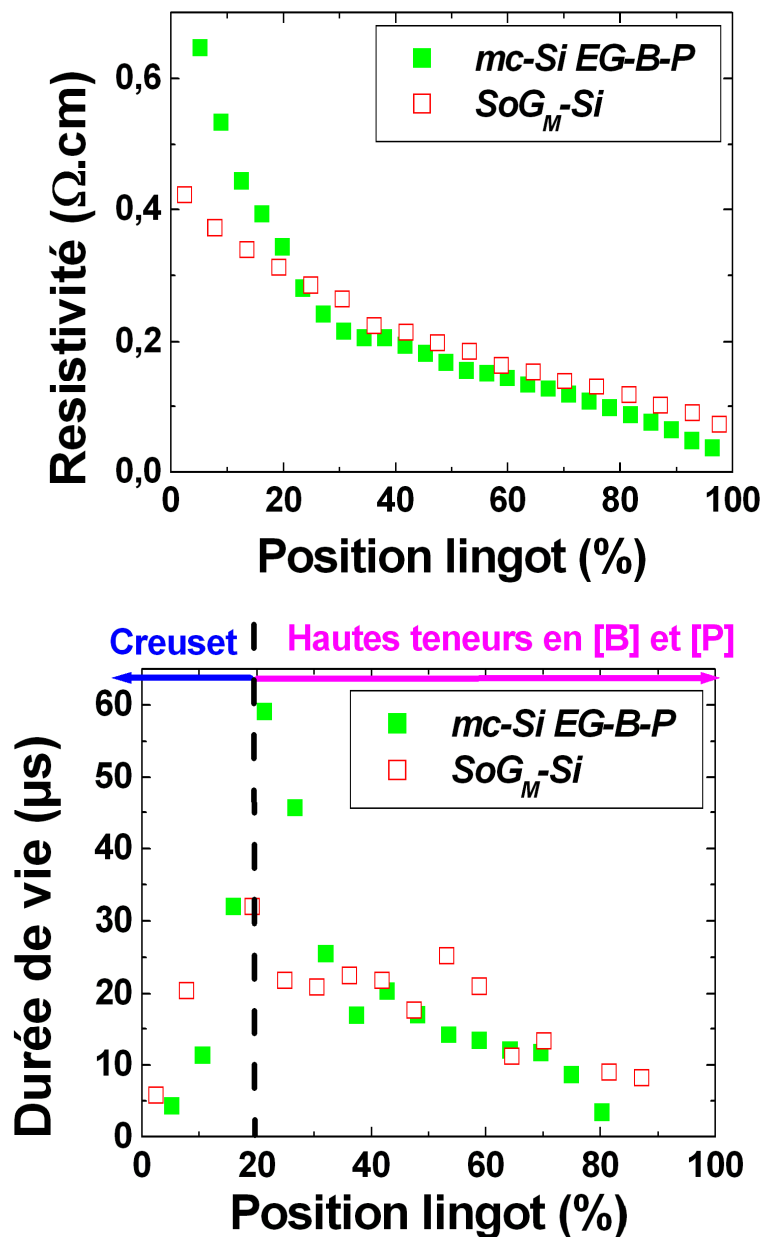 Resistivité (Ω.cm)
0,6
0,4
0,2
0,0
mc-Si EG-B-P
SoG_M-Si
0 20 40 60 80 100
Position lingot (%)
Creuset Hautes teneurs en [B] et [P]
Durée de vie (µs)
60
50
40
30
20
10
0
mc-Si EG-B-P
SoG_M-Si
0 20 40 60 80 100
Position lingot (%)